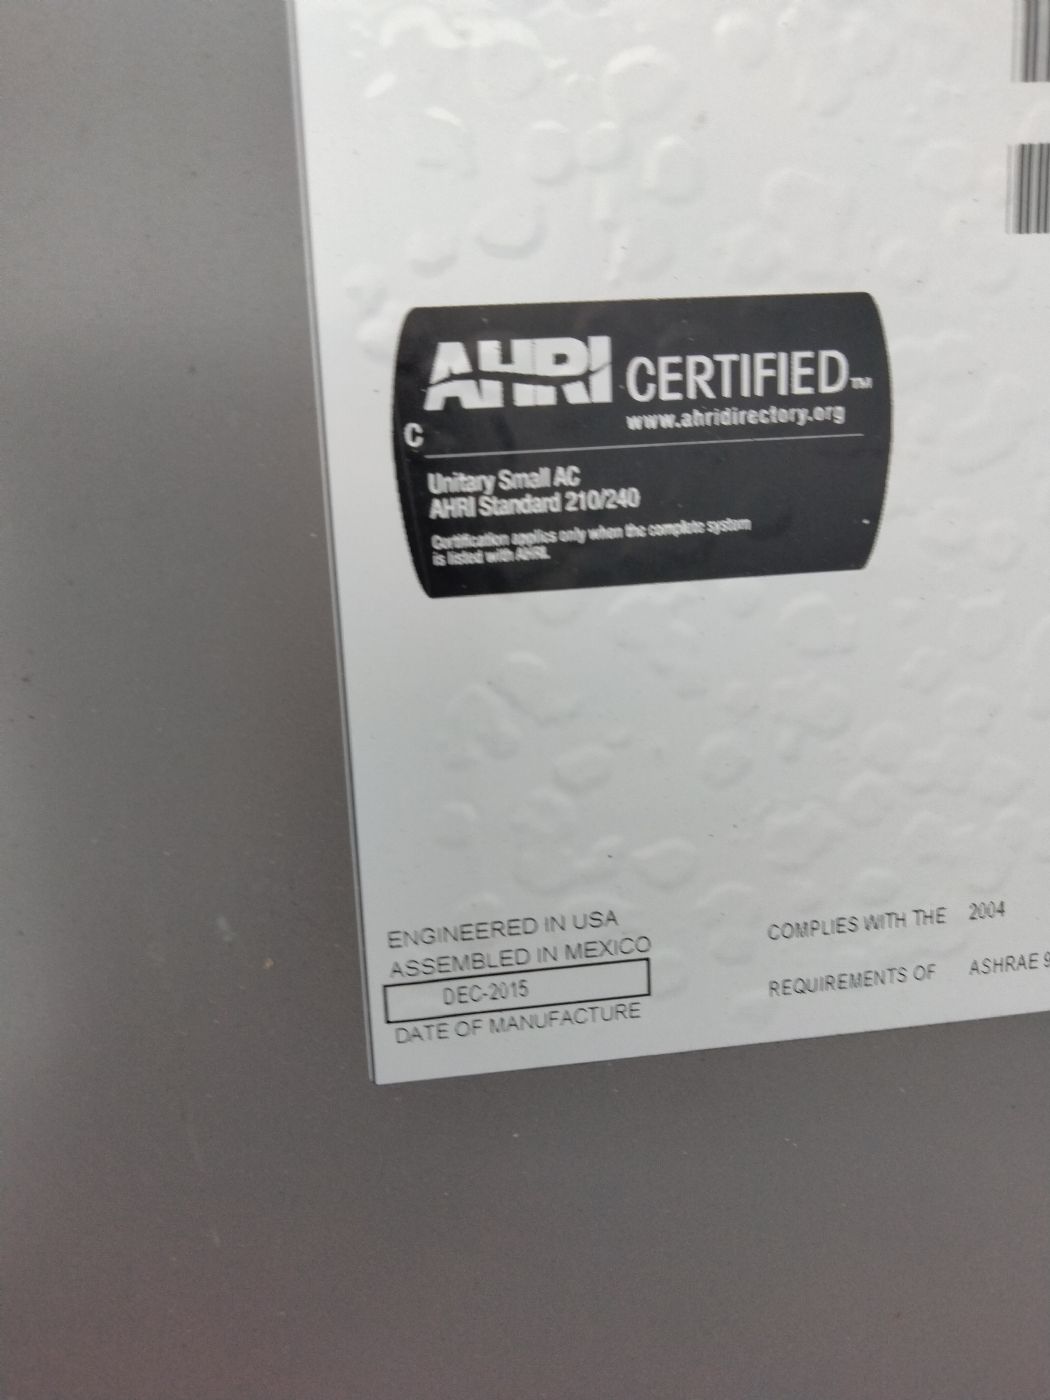 AHRI CERTIFIED™
www.ahridirectory.org
C
Unitary Small AC
AHRI Standard 210/240
Certification applies only when the complete system
is listed with AHRI.
ENGINEERED IN USA
ASSEMBLED IN MEXICO
DEC-2015
DATE OF MANUFACTURE
COMPLIES WITH THE 2004
REQUIREMENTS OF ASHRAE 9